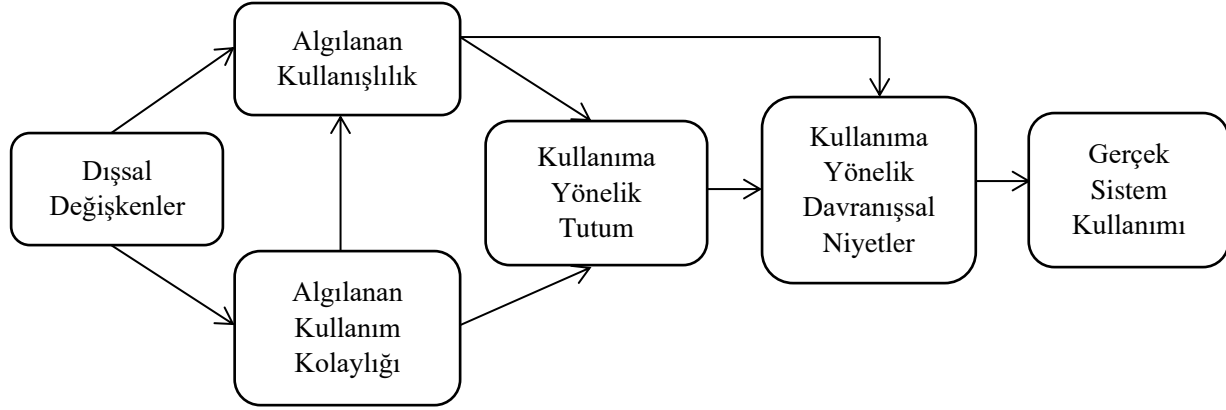 Algılanan
Kullanışlılık
Dışsal
Değişkenler
Algılanan
Kullanım
Kolaylığı
Kullanıma
Yönelik
Tutum
Kullanıma
Yönelik
Davranışsal
Niyetler
Gerçek
Sistem
Kullanımı